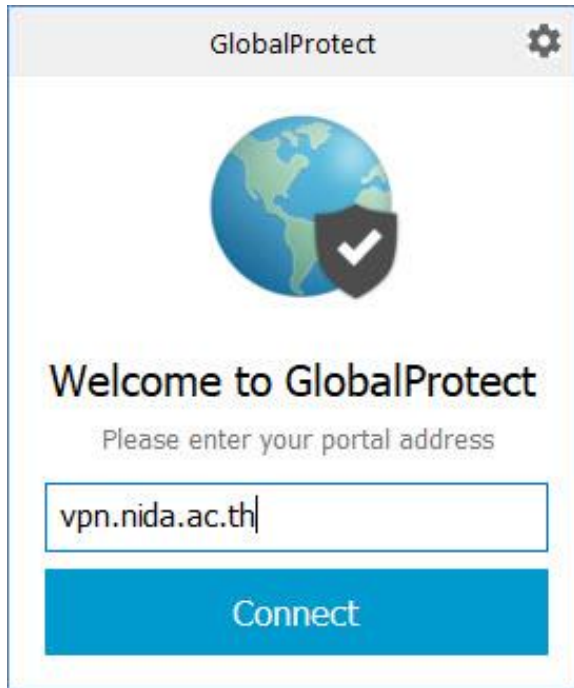 GlobalProtect
Welcome to GlobalProtect
Please enter your portal address
vpn.nida.ac.th
Connect